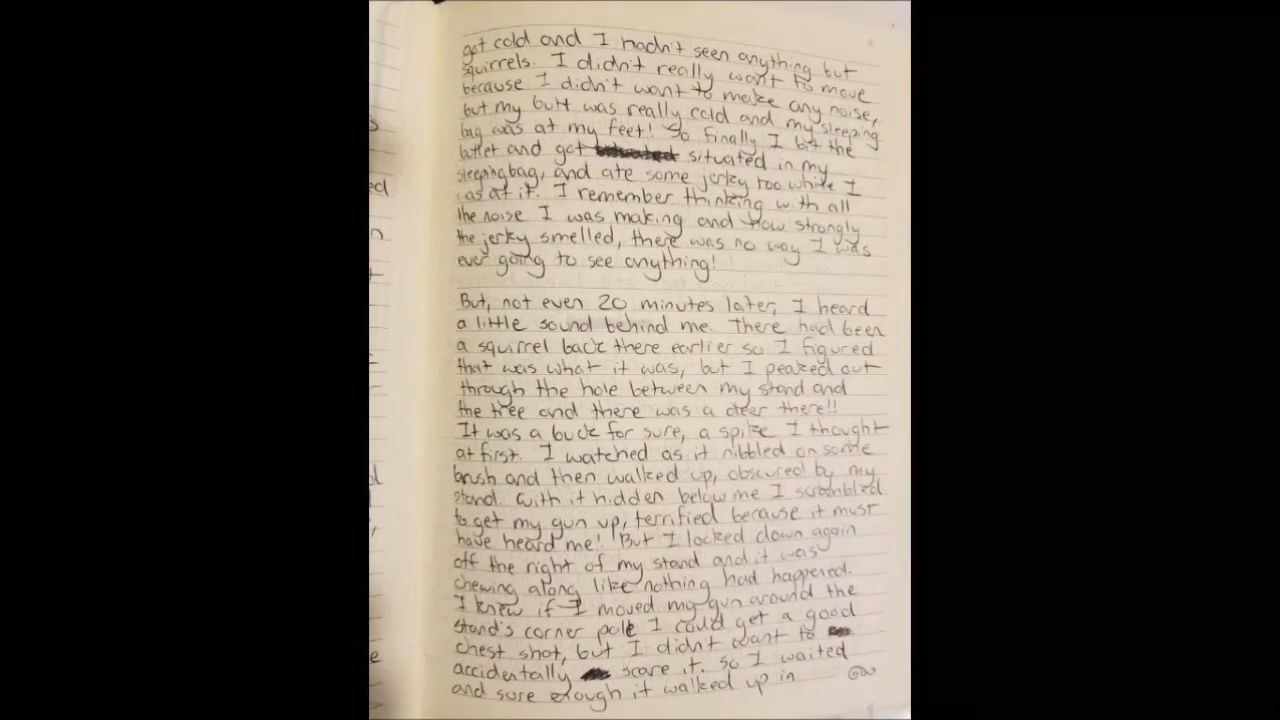 got cold and I hadn't seen anything but
squirrels. I didn't really want to move
because I didn't want to make any noise,
but my butt was really cold and my sleeping
bag was at my feet! So finally I bit the
bullet and got situated in my
sleepingbag, and ate some jerky too while I
was at it. I remember thinking with all
the noise I was making and how strongly
the jerky smelled, there was no way I was
ever going to see anything!
But, not even 20 minutes later, I heard
a little sound behind me. There had been
a squirrel back there earlier so I figured
that was what it was, but I peaked out
through the hole between my stand and
the tree and there was a deer there!!
It was a buck for sure, a spike I thought
at first. I watched as it nibbled on some
brush and then walked up, obscured by my
stand. With it hidden below me I scrambled
to get my gun up, terrified because it must
have heard me! But I looked down again
off the right of my stand and it was
chewing along like nothing had happened.
I knew if I moved my gun around the
stand's corner pole I could get a good
chest shot, but I didn't want to
accidentally scare it. so I waited
and sure enough it walked up in